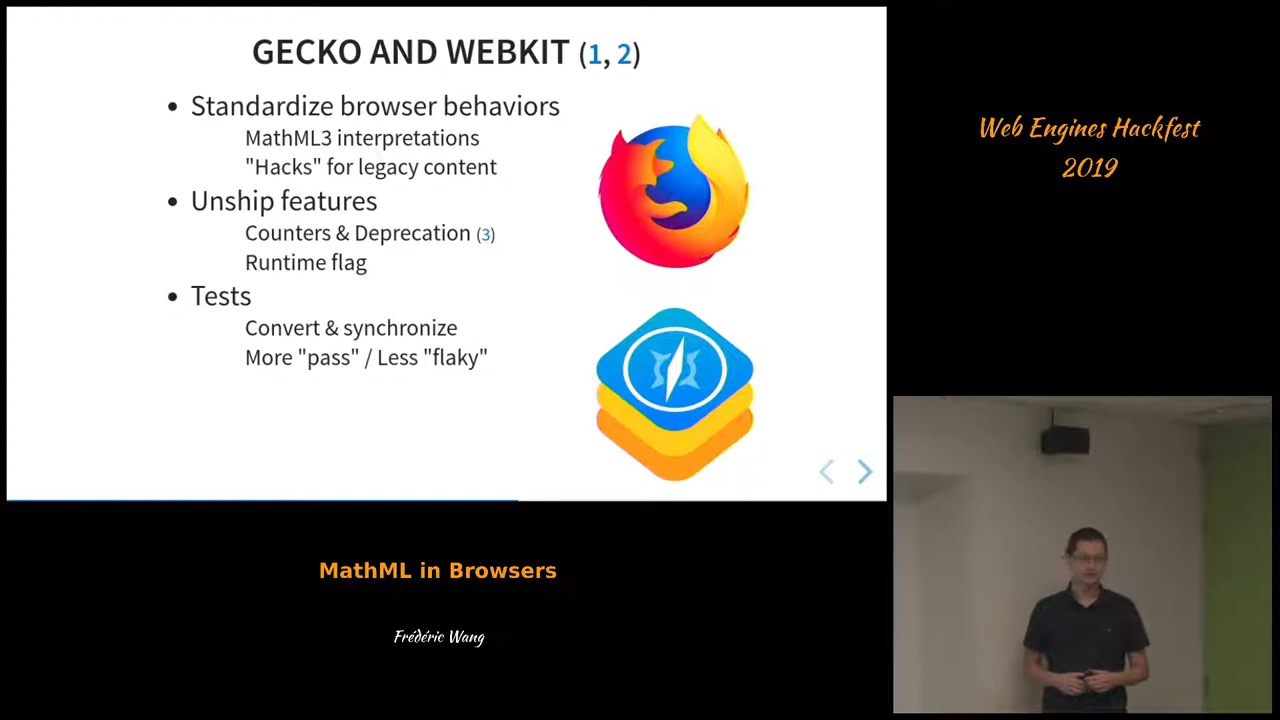 GECKO AND WEBKIT (1, 2)
• Standardize browser behaviors
MathML3 interpretations
"Hacks" for legacy content
• Unship features
Counters & Deprecation (3)
Runtime flag
• Tests
Convert & synchronize
More "pass" / Less "flaky"
Web Engines Hackfest
2019
MathML in Browsers
Frédéric Wang